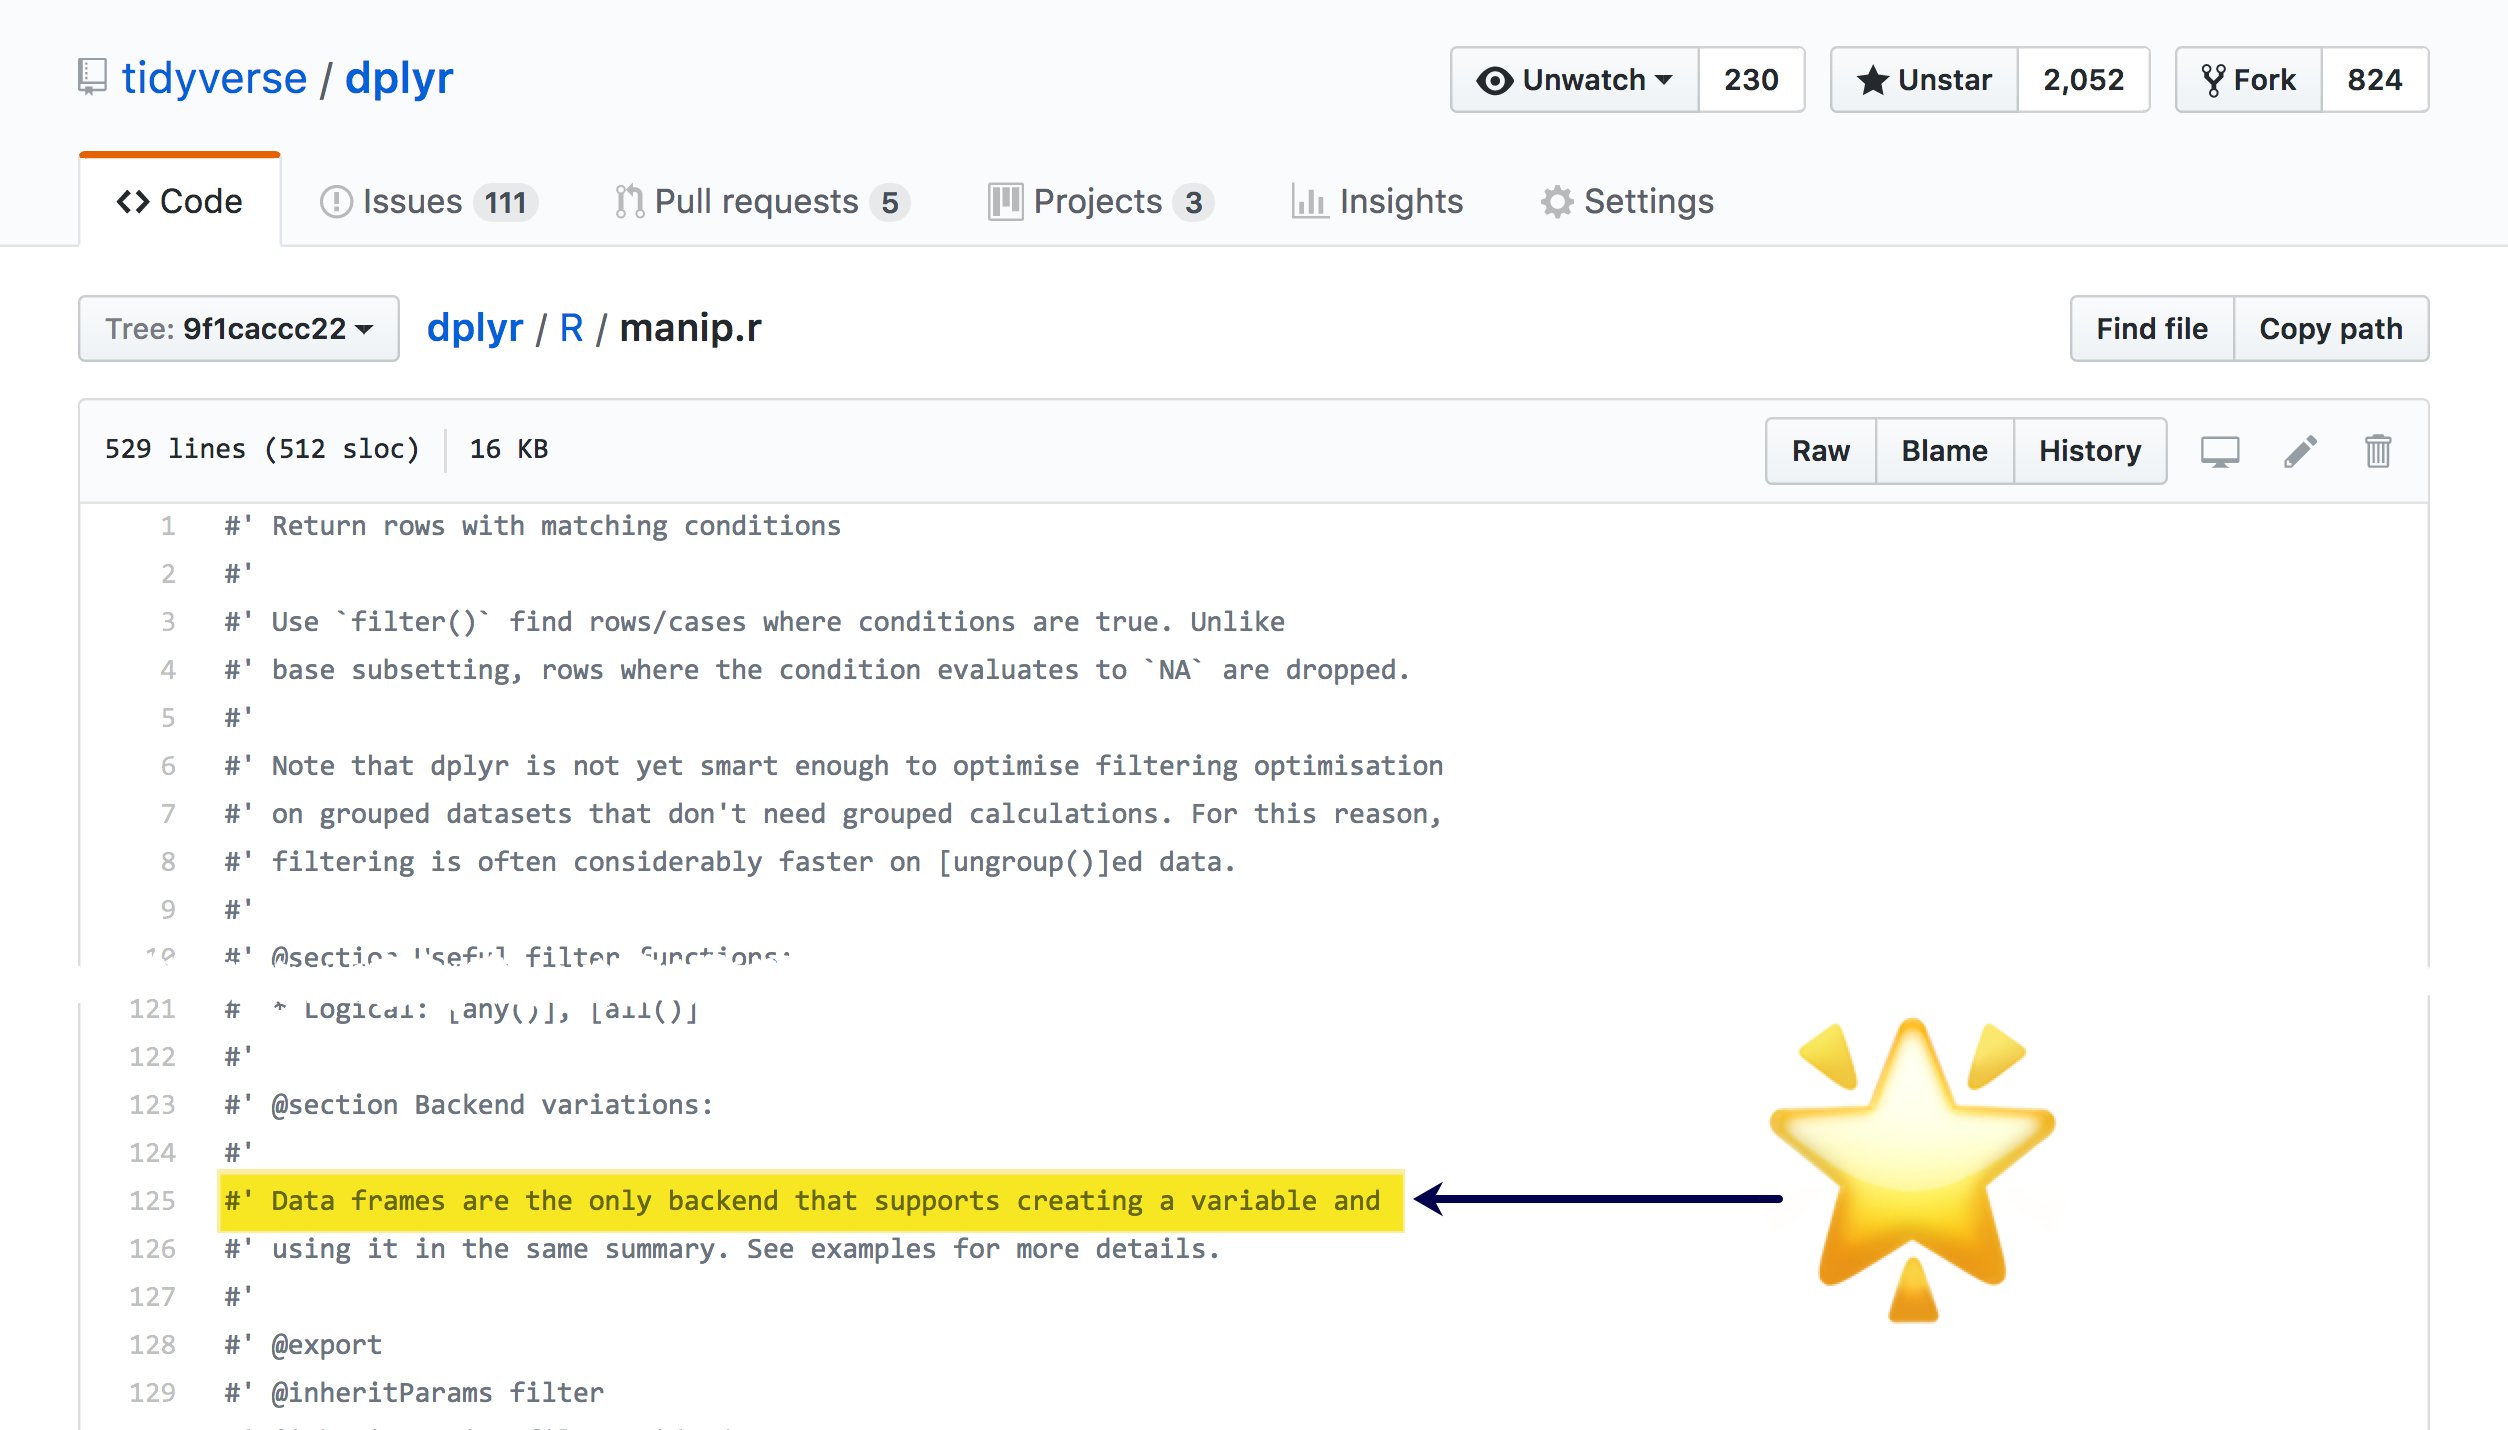 tidyverse / dplyr
Unwatch 230 Unstar 2,052 Fork 824
Code Issues 111 Pull requests 5 Projects 3 Insights Settings
Tree: 9f1caccc22 dplyr / R / manip.r Find file Copy path
529 lines (512 sloc) 16 KB Raw Blame History
1 #' Return rows with matching conditions
2 #'
3 #' Use `filter()` find rows/cases where conditions are true. Unlike
4 #' base subsetting, rows where the condition evaluates to `NA` are dropped.
5 #'
6 #' Note that dplyr is not yet smart enough to optimise filtering optimisation
7 #' on grouped datasets that don't need grouped calculations. For this reason,
8 #' filtering is often considerably faster on [ungroup()]ed data.
9 #'
10 #' @section Useful filter functions:
121 # * Logical: [any()], [all()]
122 #'
123 #' @section Backend variations:
124 #'
125 #' Data frames are the only backend that supports creating a variable and
126 #' using it in the same summary. See examples for more details.
127 #'
128 #' @export
129 #' @inheritParams filter